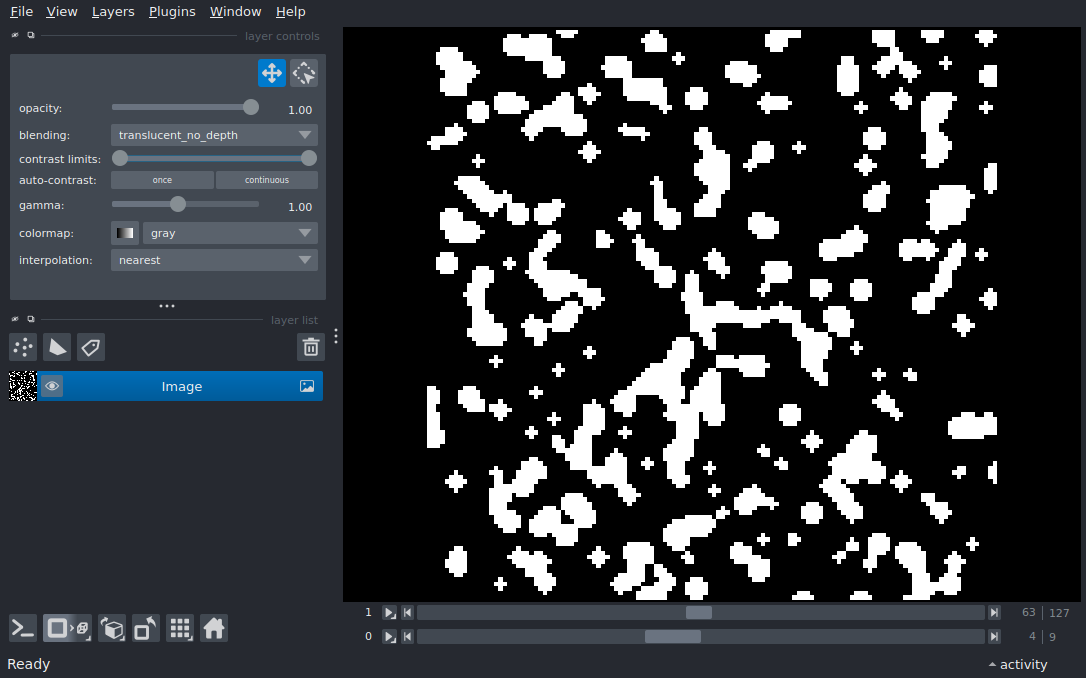 File View Layers Plugins Window Help
layer controls
opacity: 1.00
blending: translucent_no_depth
contrast limits:
auto-contrast: once continuous
gamma: 1.00
colormap: gray
interpolation: nearest
layer list
Image
1 63 127
0 4 9
Ready activity